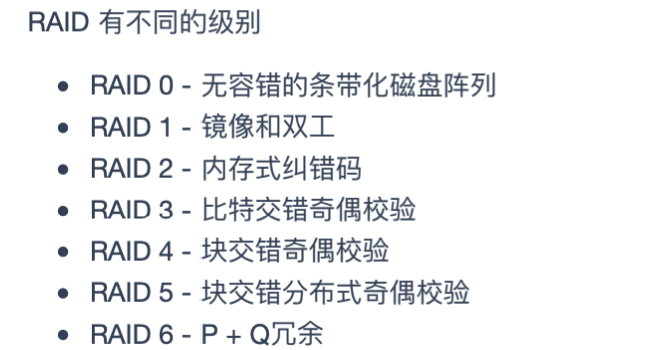 RAID 有不同的级别
• RAID 0 - 无容错的条带化磁盘阵列
• RAID 1 - 镜像和双工
• RAID 2 - 内存式纠错码
• RAID 3 - 比特交错奇偶校验
• RAID 4 - 块交错奇偶校验
• RAID 5 - 块交错分布式奇偶校验
• RAID 6 - P + Q冗余